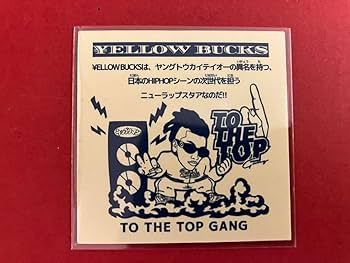 YELLOW BUCKS
¥ELLOW BUCKSは、ヤングトウカイテイオーの異名を持つ、
日本のHIPHOPシーンの次世代を担う
ニューラップスタアなのだ!!
TO
THE
TOP
TO THE TOP GANG